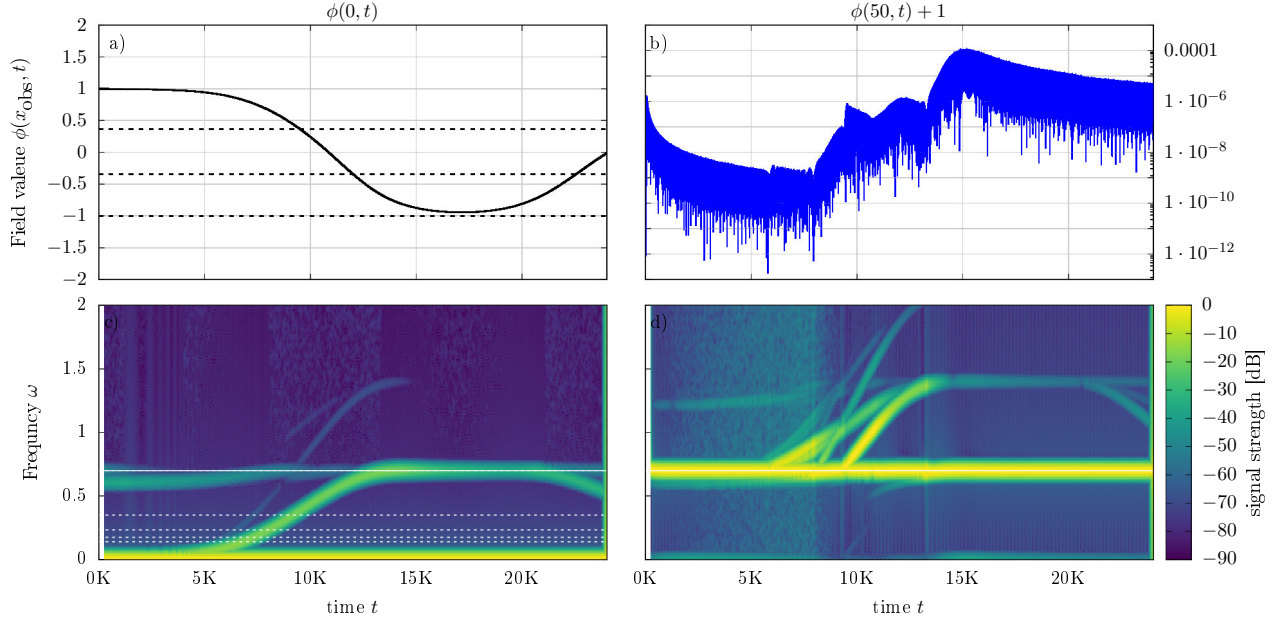 ϕ(0, t)
ϕ(50, t) + 1
a)
b)
Field valeue ϕ(x_obs, t)
2
1.5
1
0.5
0
−0.5
−1
−1.5
−2
0.0001
1 · 10^−6
1 · 10^−8
1 · 10^−10
1 · 10^−12
c)
d)
Frequncy ω
2
1.5
1
0.5
0
0K 5K 10K 15K 20K
time t
0K 5K 10K 15K 20K
time t
0
−10
−20
−30
−40
−50
−60
−70
−80
−90
signal strength [dB]